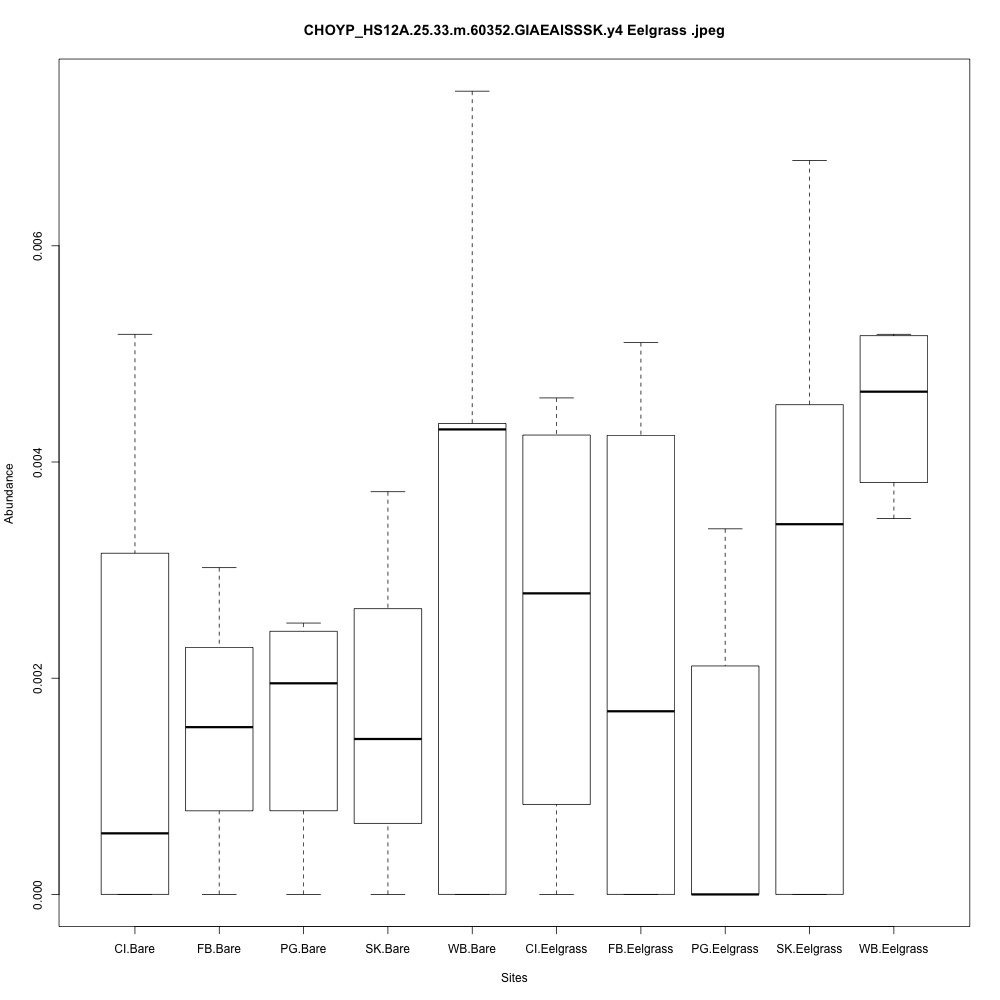 CHOYP_HS12A.25.33.m.60352.GIAEAISSSK.y4 Eelgrass .jpeg
0.006
0.004
0.002
0.000
Abundance
CI.Bare FB.Bare PG.Bare SK.Bare WB.Bare CI.Eelgrass FB.Eelgrass PG.Eelgrass SK.Eelgrass WB.Eelgrass
Sites